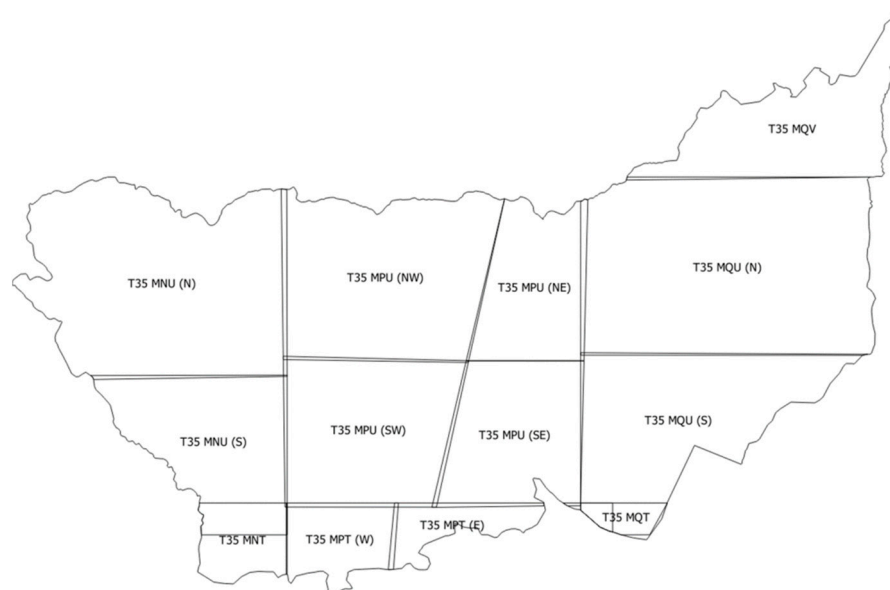 T35 MQV
T35 MNU (N)
T35 MPU (NW)
T35 MPU (NE)
T35 MQU (N)
T35 MNU (S)
T35 MPU (SW)
T35 MPU (SE)
T35 MQU (S)
T35 MNT
T35 MPT (W)
T35 MPT (E)
T35 MQT